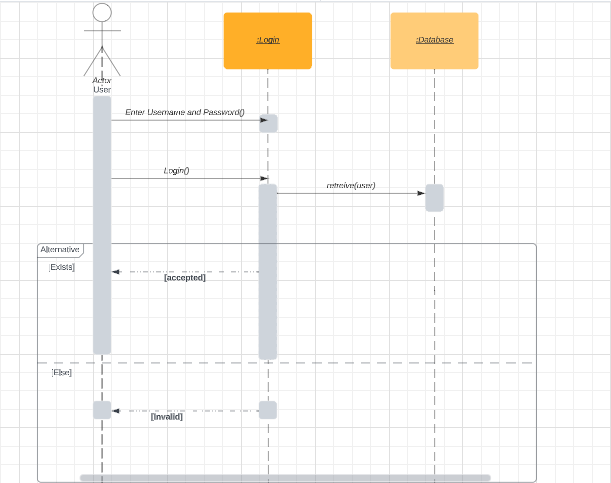 :Login
:Database
Actor
User
Enter Username and Password()
Login()
retreive(user)
Alternative
[Exists]
[accepted]
[Else]
[Invalid]